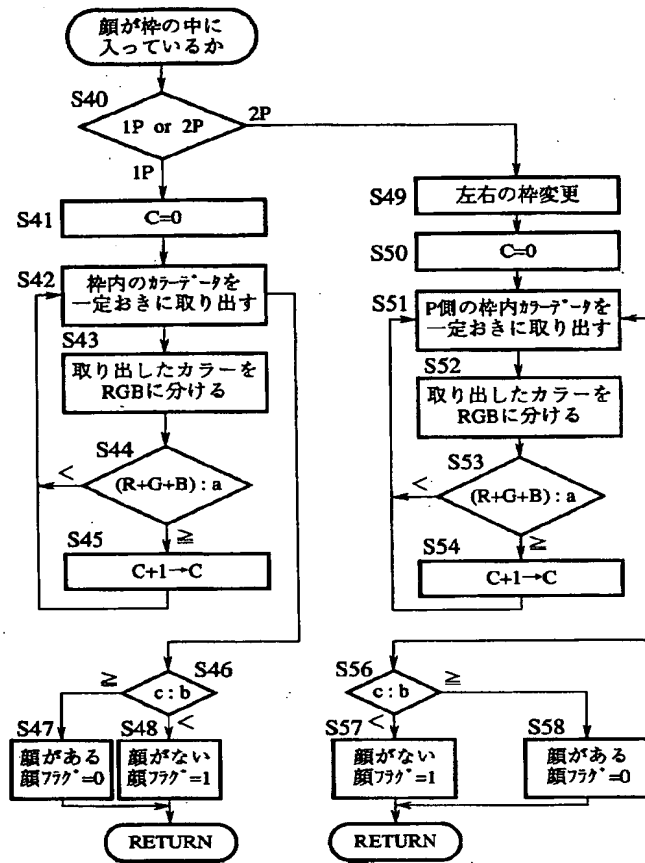 顔が枠の中に
入っているか
S40
1P or 2P
2P
1P
S41
C=0
S42
枠内のｶﾗｰﾃﾞｰﾀを
一定おきに取り出す
S43
取り出したカラーを
RGBに分ける
S44
<
(R+G+B) : a
≧
S45
C+1→C
S46
≧
c : b
<
S47
顔がある
顔ﾌﾗｸﾞ=0
S48
顔がない
顔ﾌﾗｸﾞ=1
RETURN
S49
左右の枠変更
S50
C=0
S51
P側の枠内ｶﾗｰﾃﾞｰﾀを
一定おきに取り出す
S52
取り出したカラーを
RGBに分ける
S53
<
(R+G+B) : a
≧
S54
C+1→C
S56
c : b
≧
<
S57
顔がない
顔ﾌﾗｸﾞ=1
S58
顔がある
顔ﾌﾗｸﾞ=0
RETURN